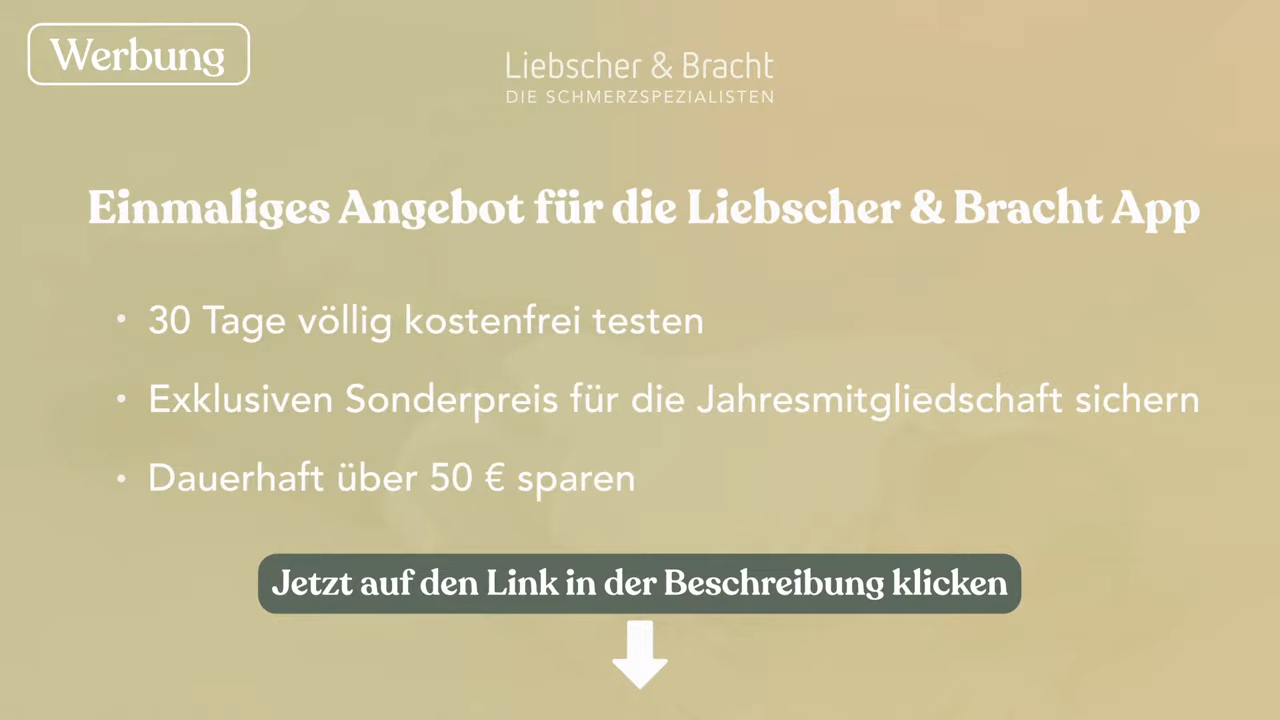 Werbung
Liebscher & Bracht
DIE SCHMERZSPEZIALISTEN
Einmaliges Angebot für die Liebscher & Bracht App
• 30 Tage völlig kostenfrei testen
• Exklusiven Sonderpreis für die Jahresmitgliedschaft sichern
• Dauerhaft über 50 € sparen
Jetzt auf den Link in der Beschreibung klicken